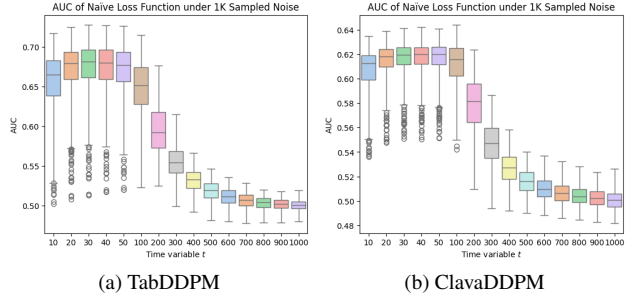 AUC of Naïve Loss Function under 1K Sampled Noise
0.70
0.65
0.60
0.55
0.50
AUC
10 20 30 40 50 100 200 300 400 500 600 700 800 900 1000
Time variable t
(a) TabDDPM
AUC of Naïve Loss Function under 1K Sampled Noise
0.64
0.62
0.60
0.58
0.56
0.54
0.52
0.50
0.48
AUC
10 20 30 40 50 100 200 300 400 500 600 700 800 900 1000
Time variable t
(b) ClavaDDPM